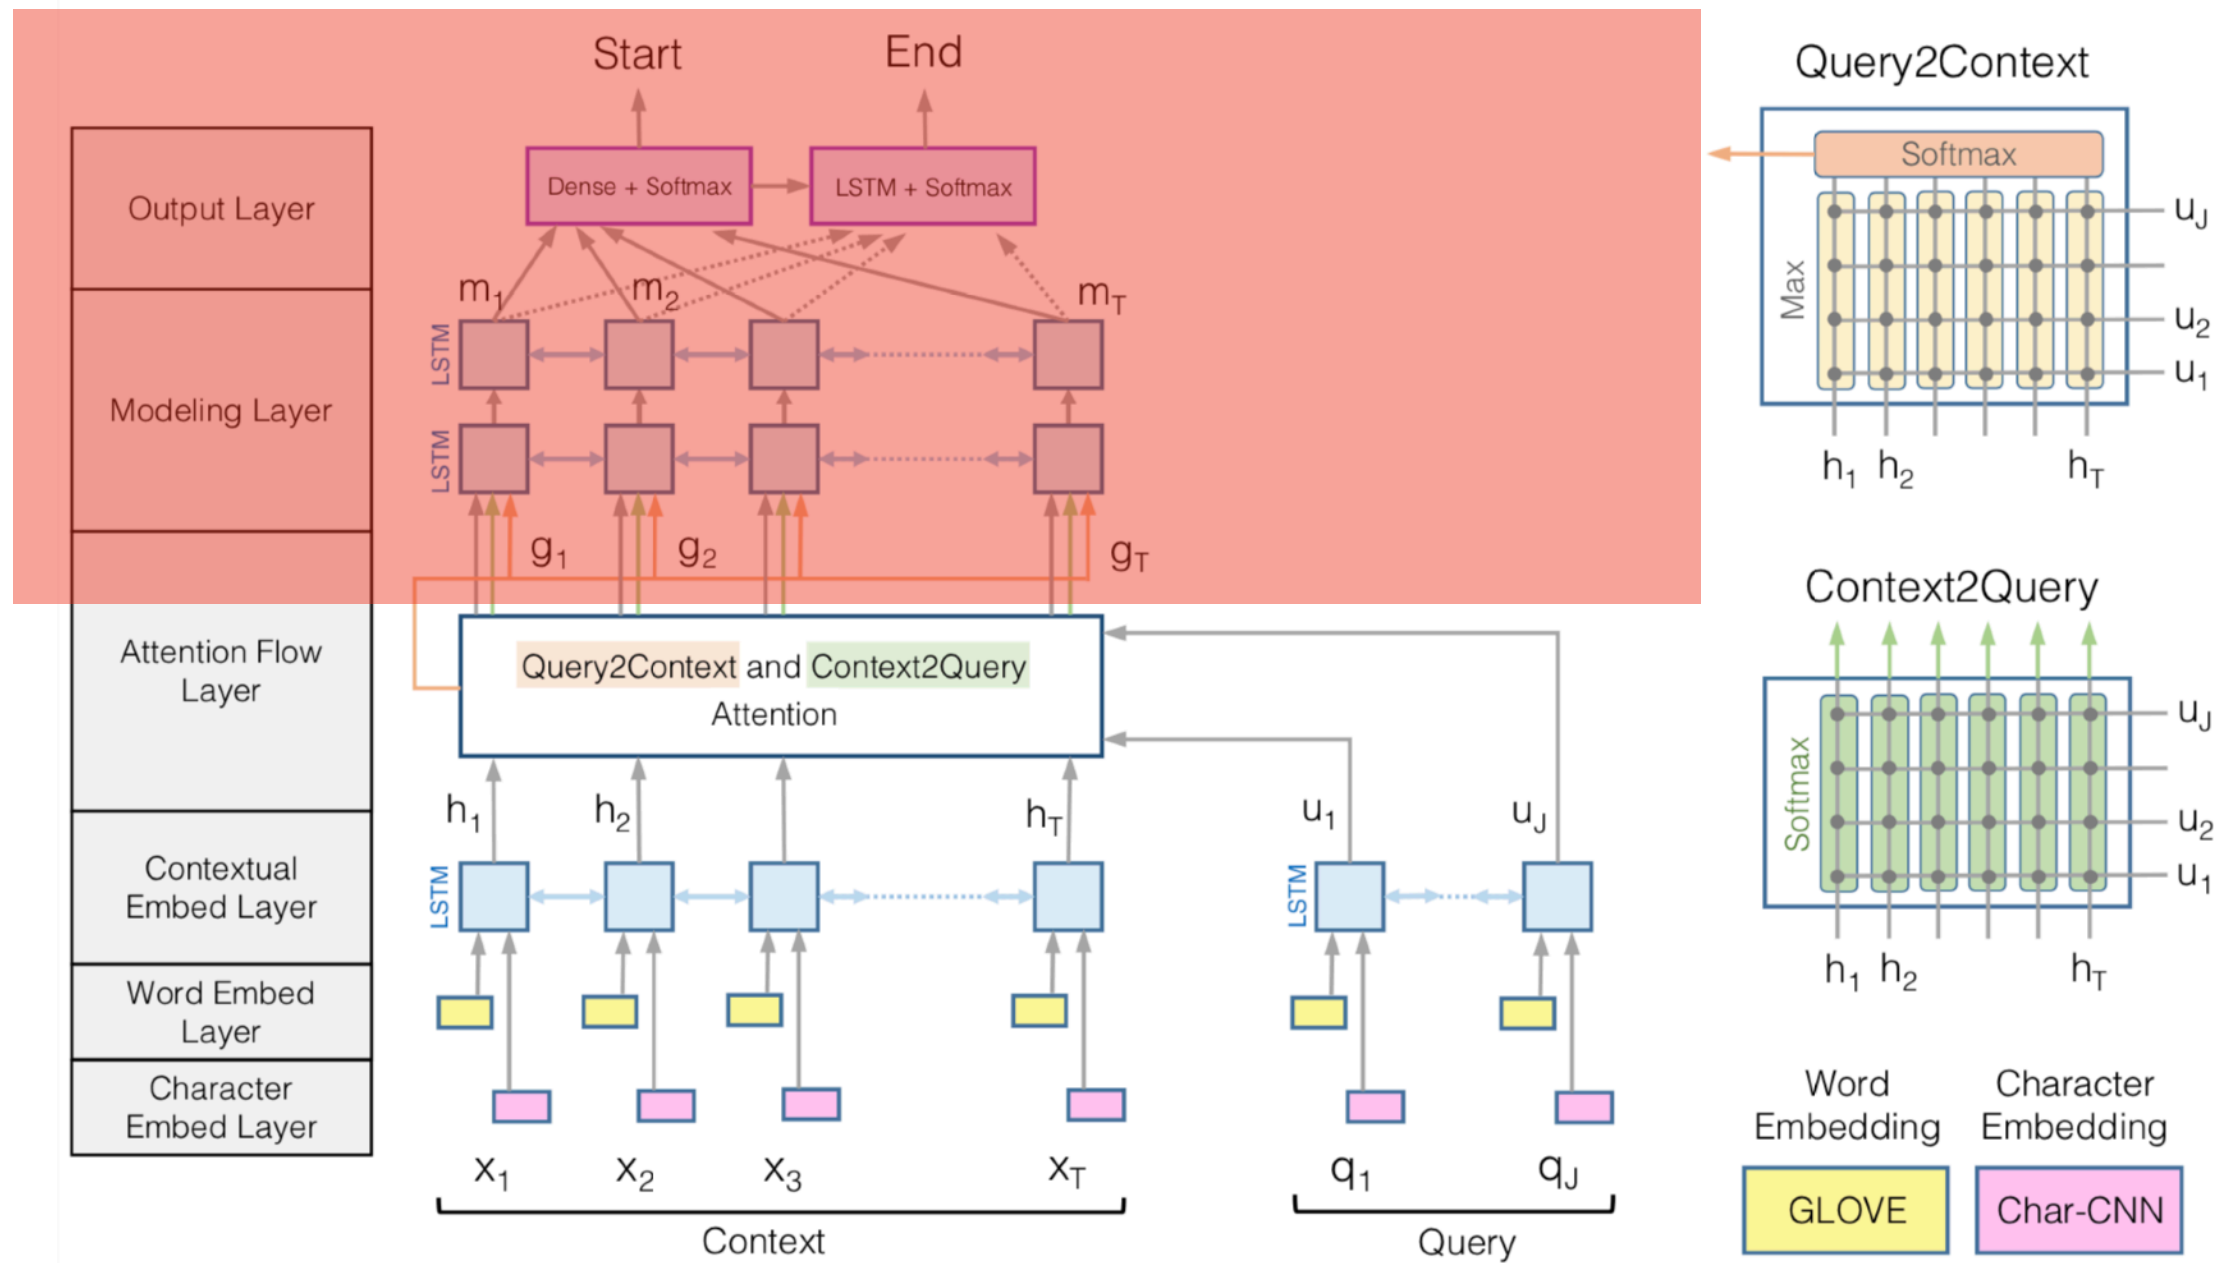 Start
End
Dense + Softmax
LSTM + Softmax
m1
m2
mT
LSTM
LSTM
g1
g2
gT
Output Layer
Modeling Layer
Attention Flow
Layer
Contextual
Embed Layer
Word Embed
Layer
Character
Embed Layer
Query2Context and Context2Query
Attention
h1
h2
hT
u1
uJ
LSTM
LSTM
x1
x2
x3
xT
q1
qJ
Context
Query
Query2Context
Softmax
Max
uJ
u2
u1
h1
h2
hT
Context2Query
Softmax
uJ
u2
u1
h1
h2
hT
Word
Embedding
GLOVE
Character
Embedding
Char-CNN